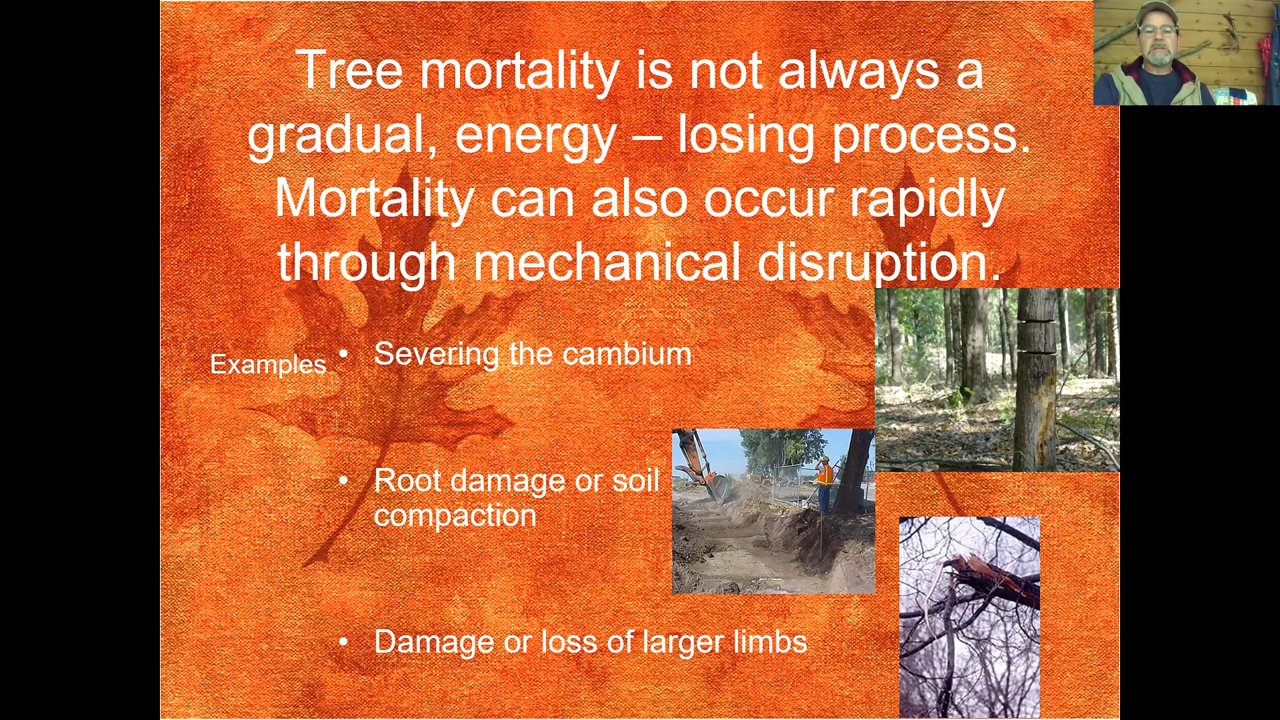 Tree mortality is not always a
gradual, energy – losing process.
Mortality can also occur rapidly
through mechanical disruption.
Examples • Severing the cambium
• Root damage or soil
compaction
• Damage or loss of larger limbs